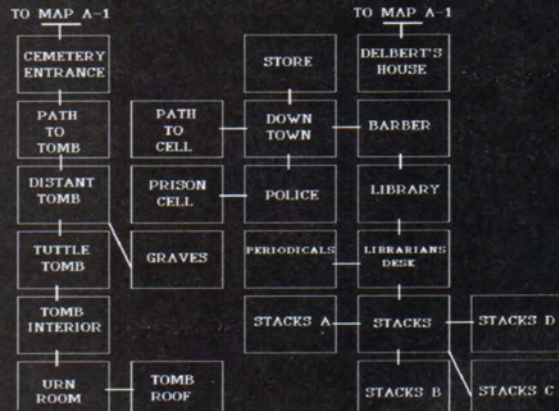 TO MAP A-1
TO MAP A-1
CEMETERY
ENTRANCE
STORE
DELBERT'S
HOUSE
PATH
TO
TOMB
PATH
TO
CELL
DOWN
TOWN
BARBER
DISTANT
TOMB
PRISON
CELL
POLICE
LIBRARY
TUTTLE
TOMB
GRAVES
PERIODICALS
LIBRARIANS
DESK
TOMB
INTERIOR
STACKS A
STACKS
STACKS D
URN
ROOM
TOMB
ROOF
STACKS B
STACKS C